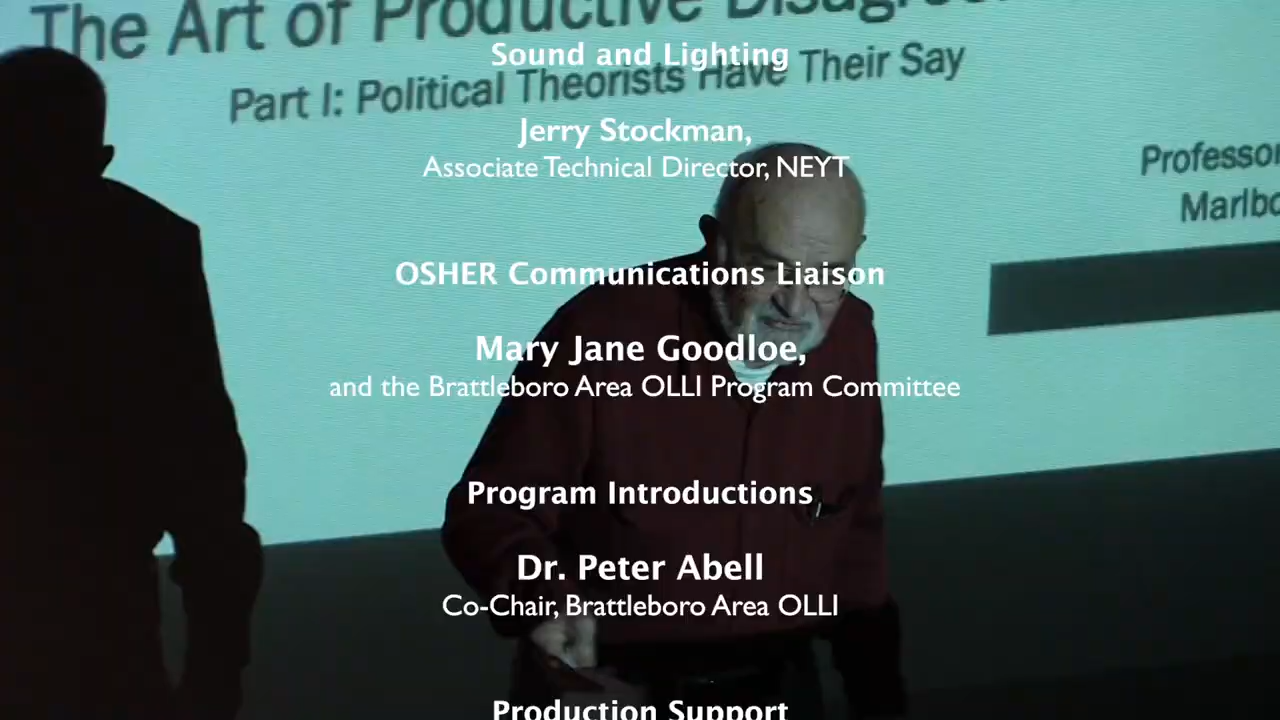 The Art of Productive
Part I: Political Theorists Have Their Say
Professor
Sound and Lighting
Jerry Stockman,
Associate Technical Director, NEYT
OSHER Communications Liaison
Mary Jane Goodloe,
and the Brattleboro Area OLLI Program Committee
Program Introductions
Dr. Peter Abell
Co-Chair, Brattleboro Area OLLI
Production Support